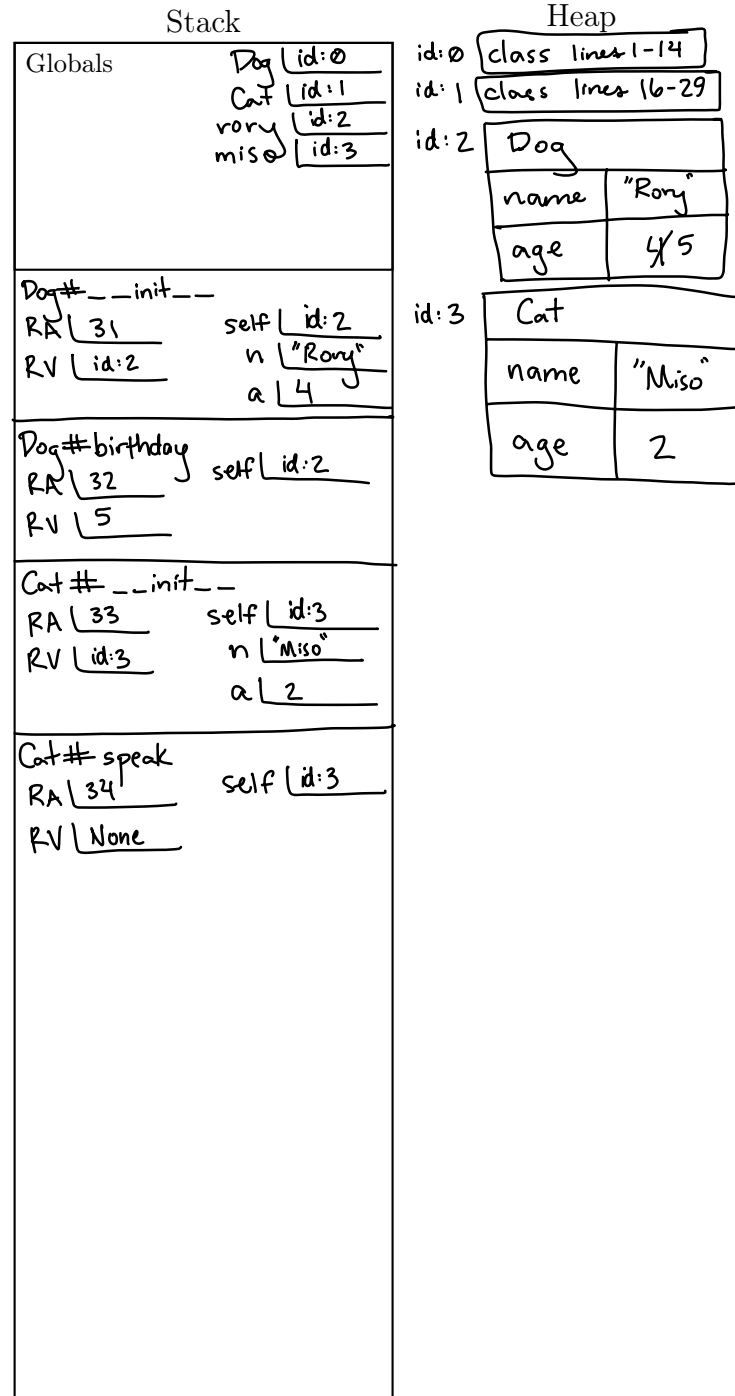 Stack
Globals
Dog id:0
Cat id:1
rory id:2
miso id:3
Dog#__init__
RA 31
self id:2
RV id:2
n "Rory"
a 4
Dog#birthday
RA 32
self id:2
RV 5
Cat#__init__
RA 33
self id:3
RV id:3
n "Miso"
a 2
Cat#speak
RA 34
self id:3
RV None
Heap
id:0 class lines 1-14
id:1 class lines 16-29
id:2 Dog
name "Rory"
age 4 5
id:3 Cat
name "Miso"
age 2